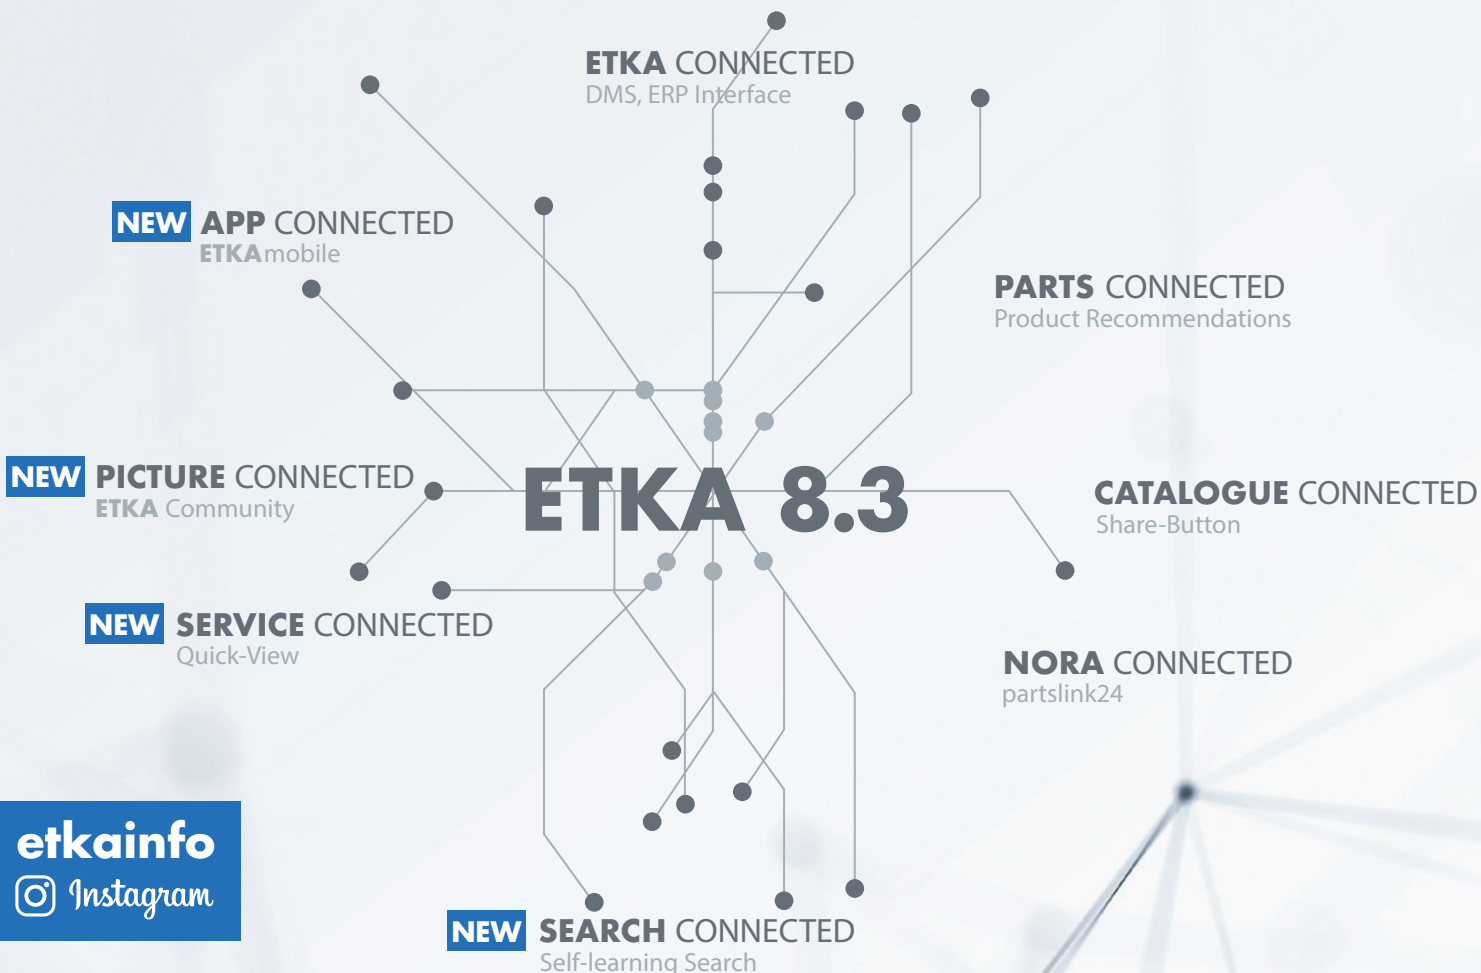 ETKA CONNECTED
DMS, ERP Interface
NEW APP CONNECTED
ETKAmobile
PARTS CONNECTED
Product Recommendations
NEW PICTURE CONNECTED
ETKA Community
ETKA 8.3
CATALOGUE CONNECTED
Share-Button
NEW SERVICE CONNECTED
Quick-View
NORA CONNECTED
partslink24
etkainfo
Instagram
NEW SEARCH CONNECTED
Self-learning Search